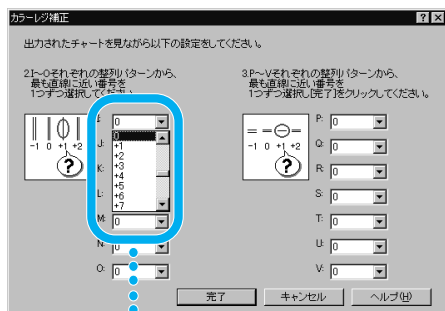 カラーレジ補正
出力されたチャートを見ながら以下の設定をしてください。
2.I～Oそれぞれの整列パターンから、
最も直線に近い番号を
1つずつ選択してください。
-1 0 +1 +2
?
I: 0
0
+1
+2
+3
+4
+5
+6
+7
J:
K:
L:
M: 0
N: 0
O: 0
3.P～Vそれぞれの整列パターンから、
最も直線に近い番号を
1つずつ選択し、[完了]をクリックしてください。
-1 0 +1 +2
?
P: 0
Q: 0
R: 0
S: 0
T: 0
U: 0
V: 0
完了 キャンセル ヘルプ(H)